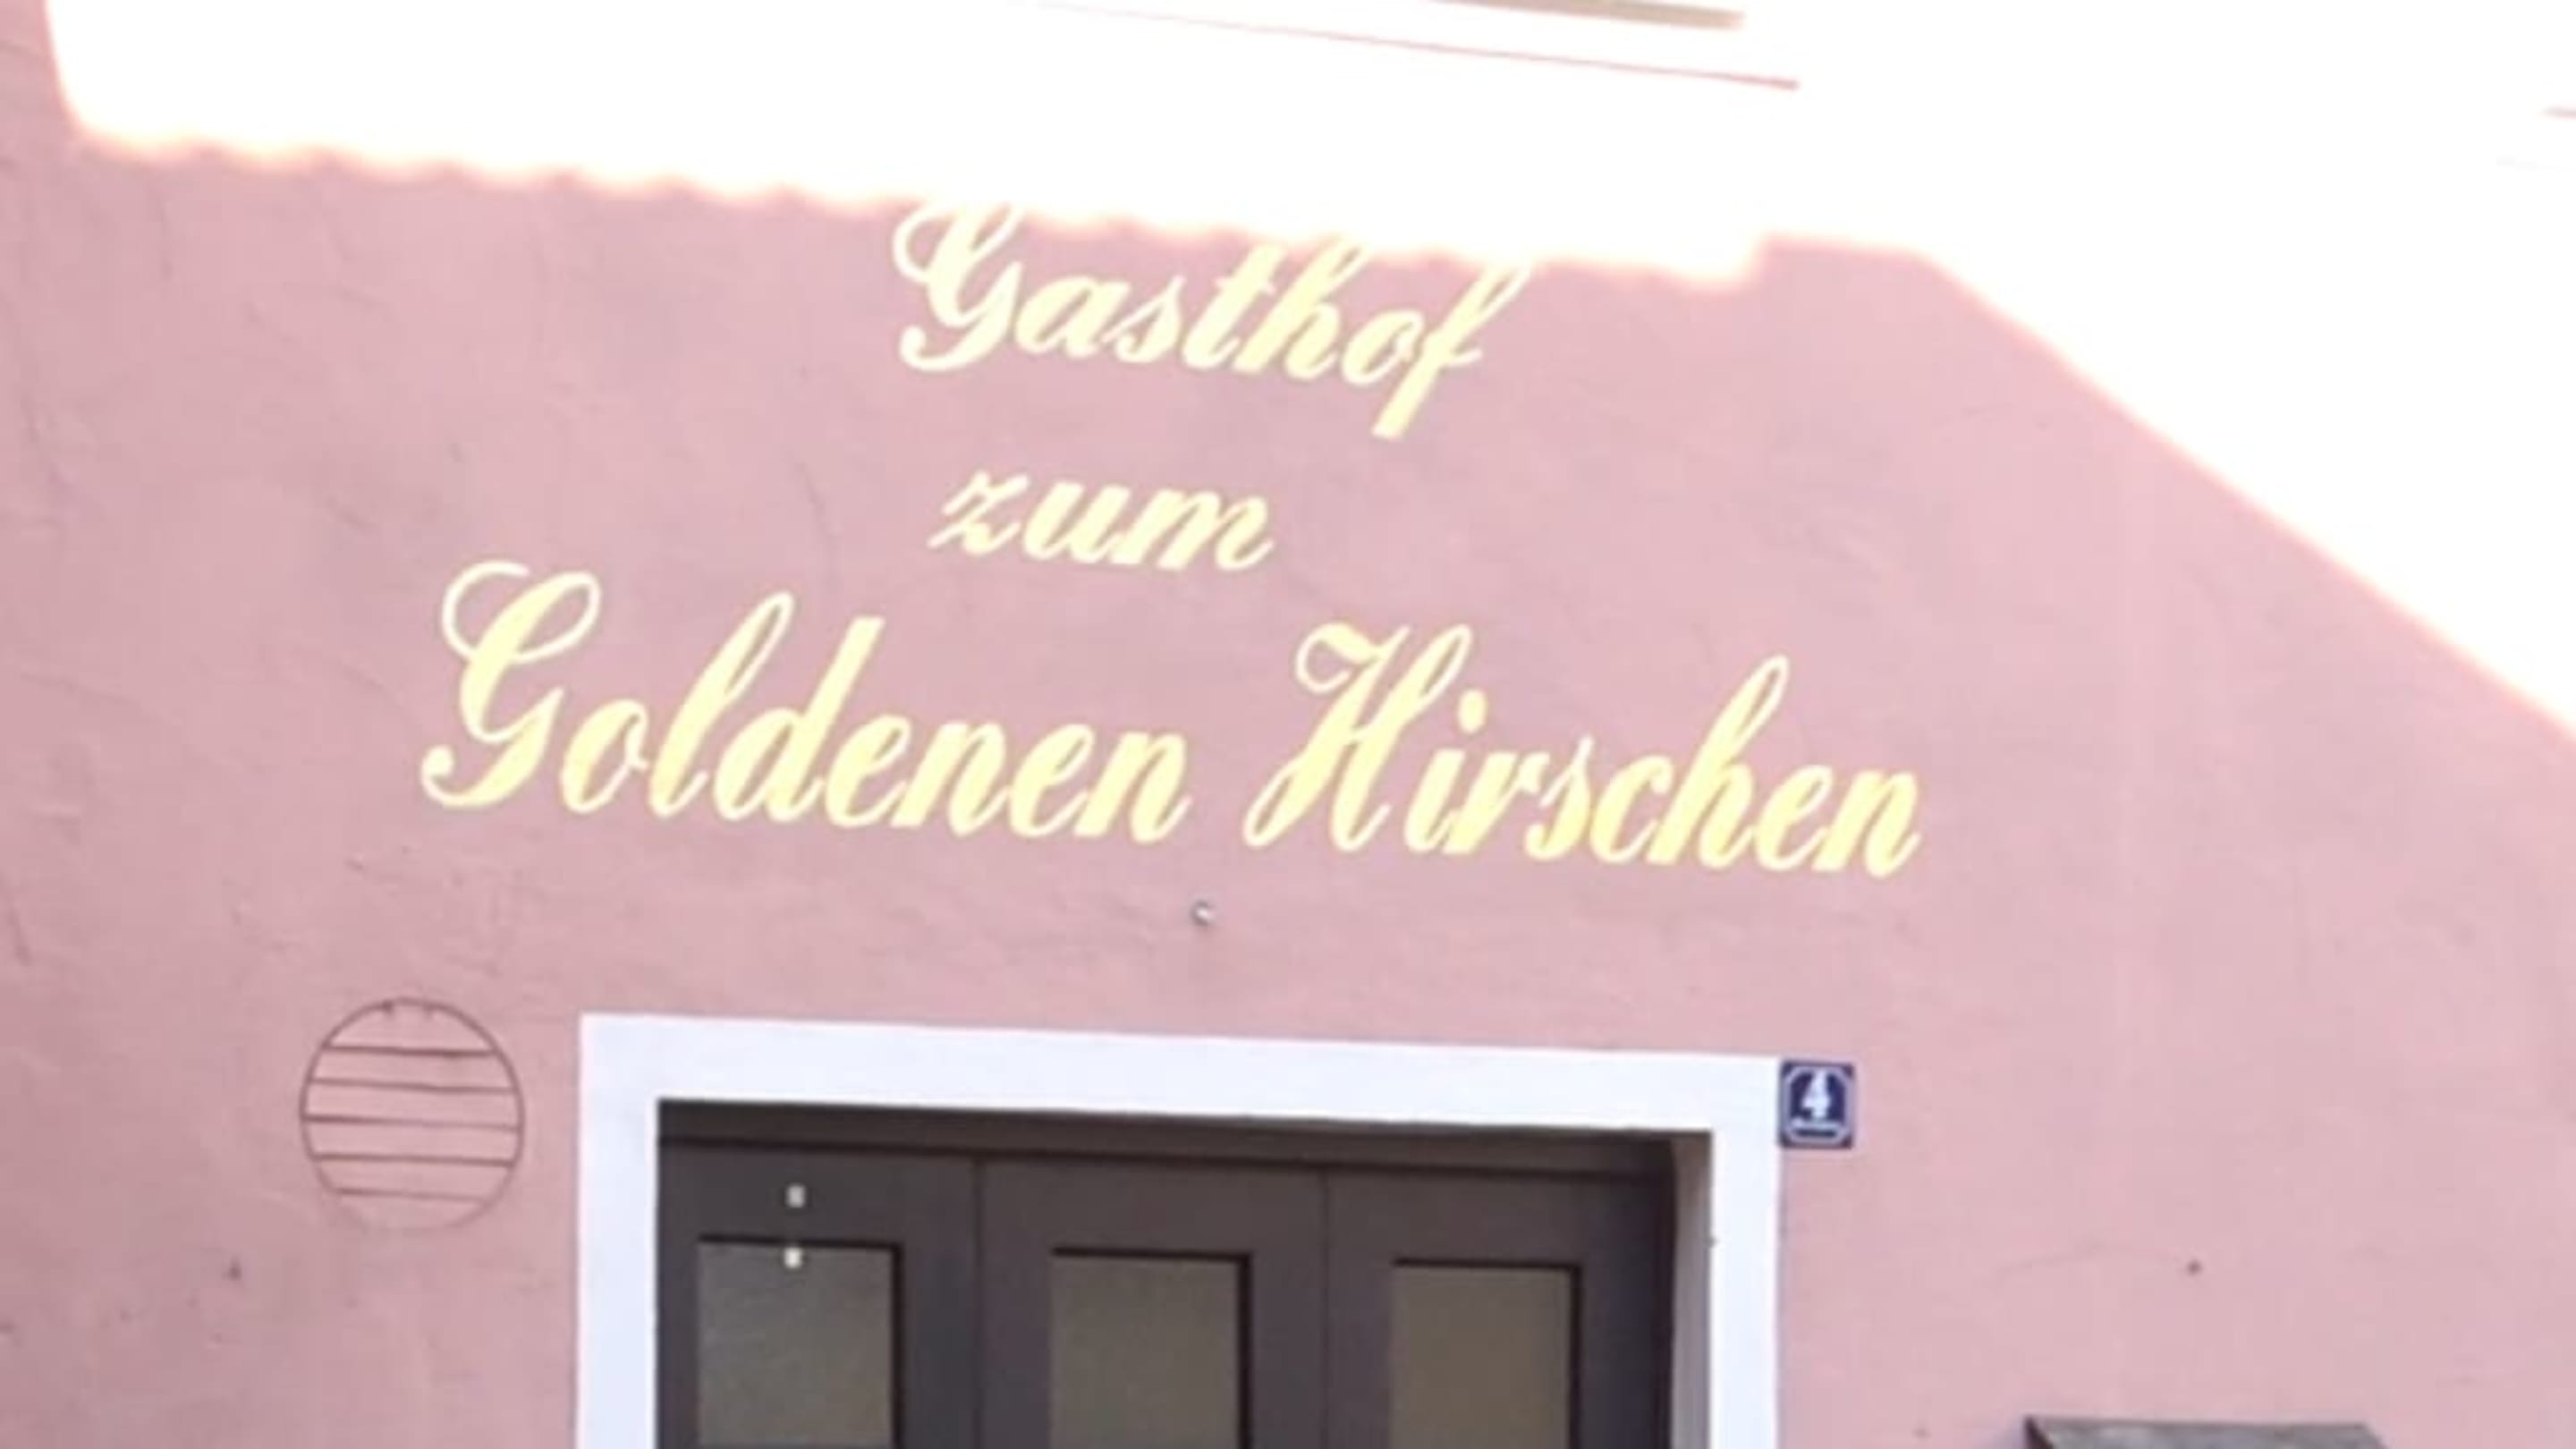 Gasthof
zum
Goldenen Hirschen
4